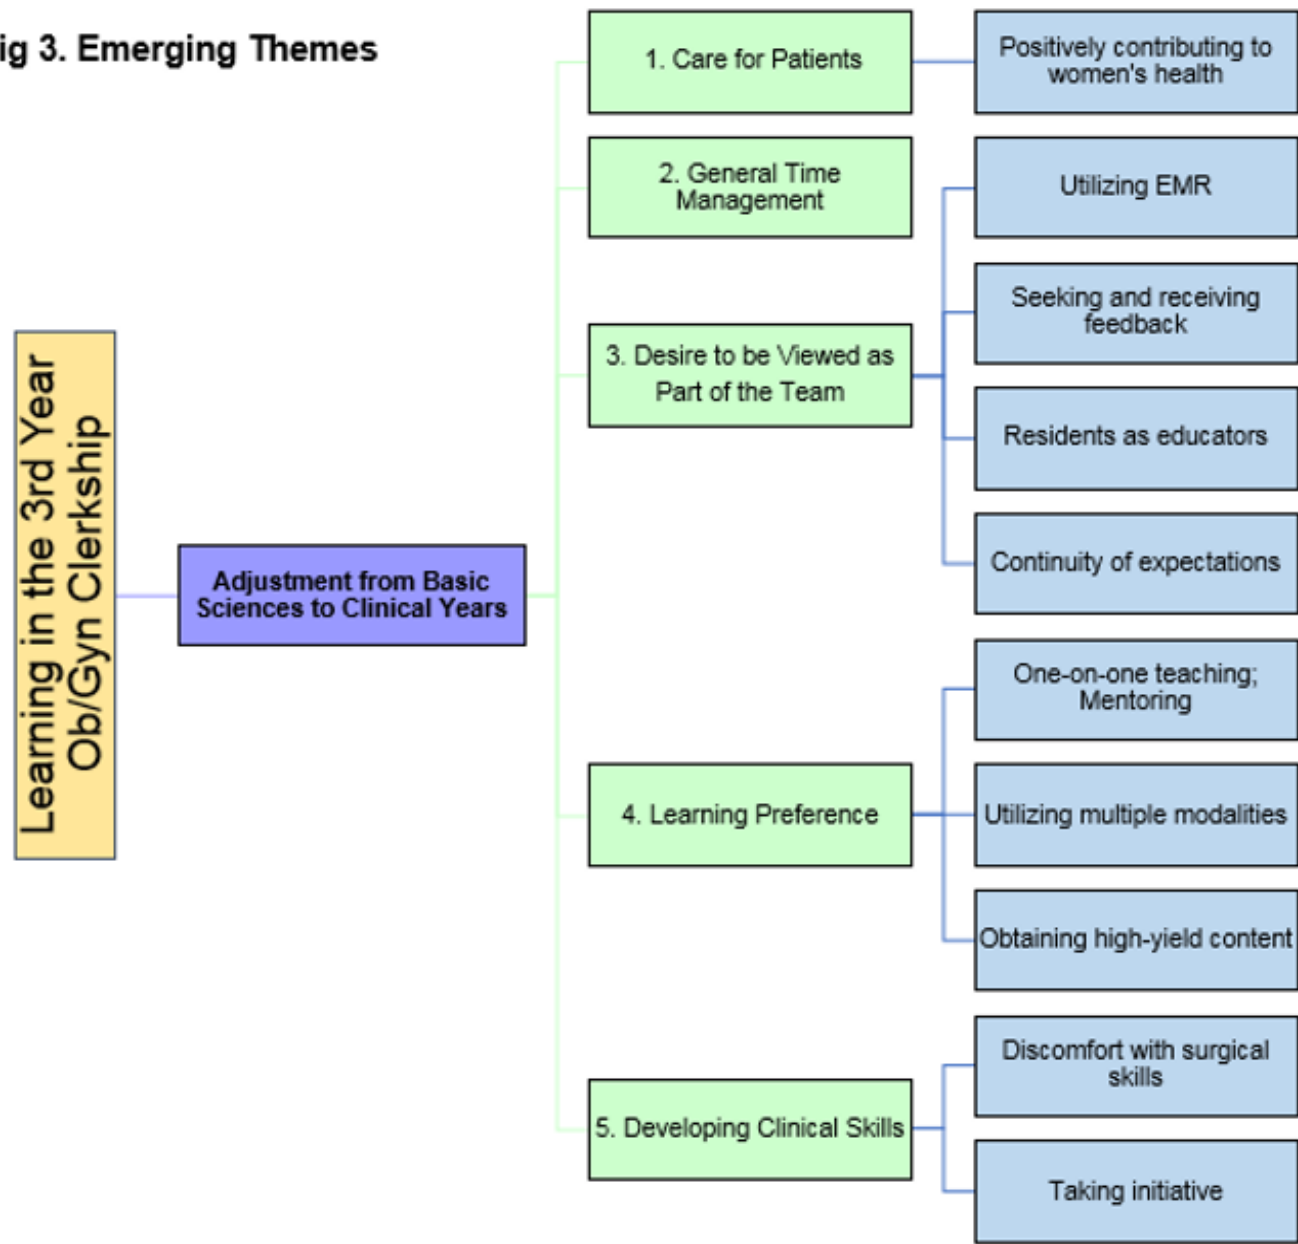 ig 3. Emerging Themes
Learning in the 3rd Year
Ob/Gyn Clerkship
Adjustment from Basic
Sciences to Clinical Years
1. Care for Patients
Positively contributing to
women's health
2. General Time
Management
3. Desire to be Viewed as
Part of the Team
Utilizing EMR
Seeking and receiving
feedback
Residents as educators
Continuity of expectations
4. Learning Preference
One-on-one teaching;
Mentoring
Utilizing multiple modalities
Obtaining high-yield content
5. Developing Clinical Skills
Discomfort with surgical
skills
Taking initiative